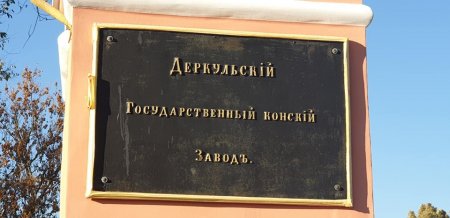 Деркульскій
Государственный конскій
Заводъ.